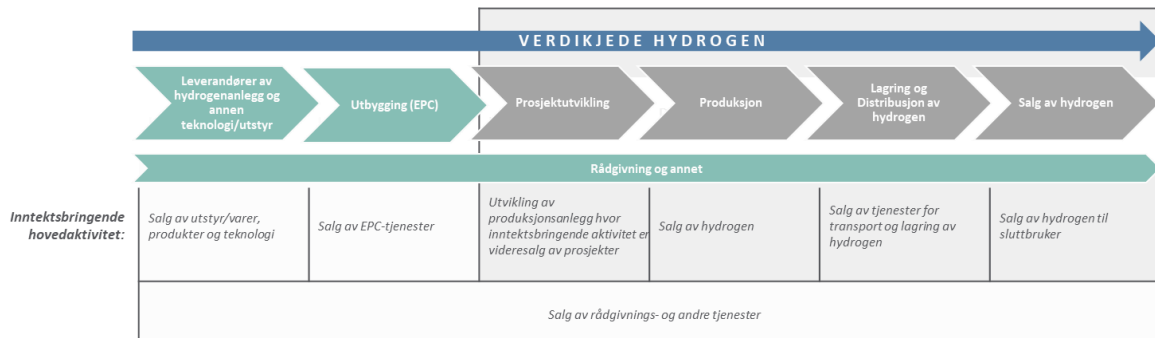 VERDIKJEDE HYDROGEN
Leverandører av
hydrogenanlegg og
annen
teknologi/utstyr
Utbygging (EPC)
Prosjektutvikling
Produksjon
Lagring og
Distribusjon av
hydrogen
Salg av hydrogen
Rådgivning og annet
Inntektsbringende
hovedaktivitet:
Salg av utstyr/varer,
produkter og teknologi
Salg av EPC-tjenester
Utvikling av
produksjonsanlegg hvor
inntektsbringende aktivitet er
videresalg av prosjekter
Salg av hydrogen
Salg av tjenester for
transport og lagring av
hydrogen
Salg av hydrogen til
sluttbruker
Salg av rådgivnings- og andre tjenester